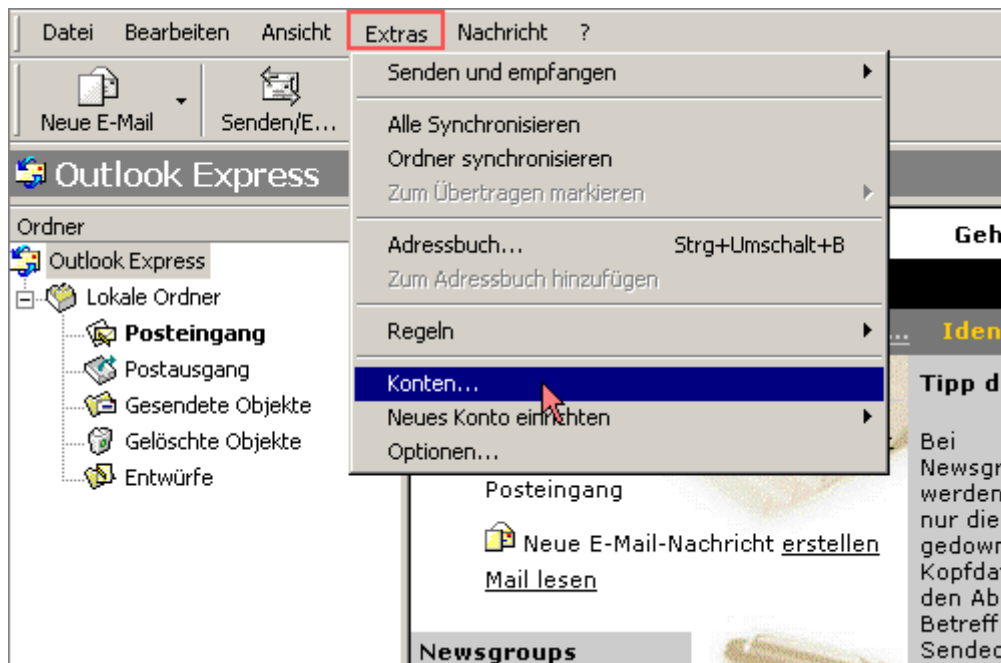 Datei Bearbeiten Ansicht Extras Nachricht ?
Neue E-Mail Senden/E...
Outlook Express
Ordner
Outlook Express
Lokale Ordner
Posteingang
Postausgang
Gesendete Objekte
Gelöschte Objekte
Entwürfe
Senden und empfangen
Alle Synchronisieren
Ordner synchronisieren
Zum Übertragen markieren
Adressbuch... Strg+Umschalt+B
Zum Adressbuch hinzufügen
Regeln
Konten...
Neues Konto einrichten
Optionen...
Posteingang
Neue E-Mail-Nachricht erstellen
Mail lesen
Newsgroups
Geh
... Iden
Tipp d
Bei
Newsgr
werden
nur die
gedown
Kopfda
den Ab
Betreff